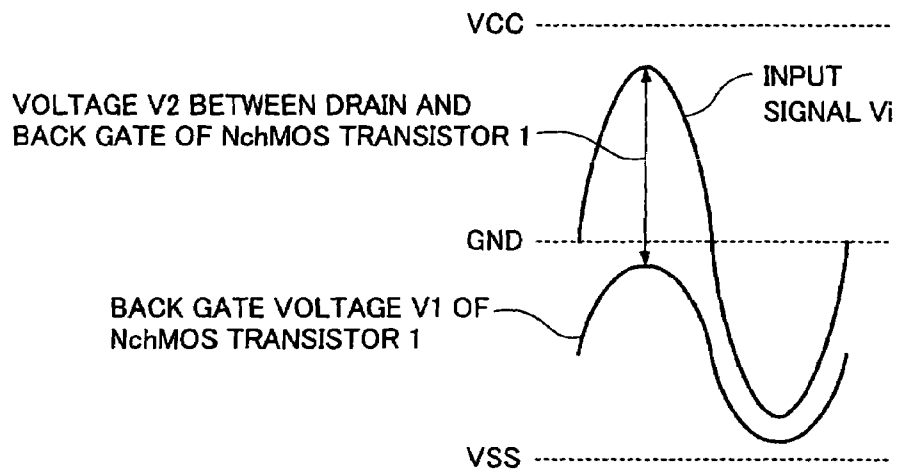 VCC
INPUT
SIGNAL Vi
VOLTAGE V2 BETWEEN DRAIN AND
BACK GATE OF NchMOS TRANSISTOR 1
GND
BACK GATE VOLTAGE V1 OF
NchMOS TRANSISTOR 1
VSS